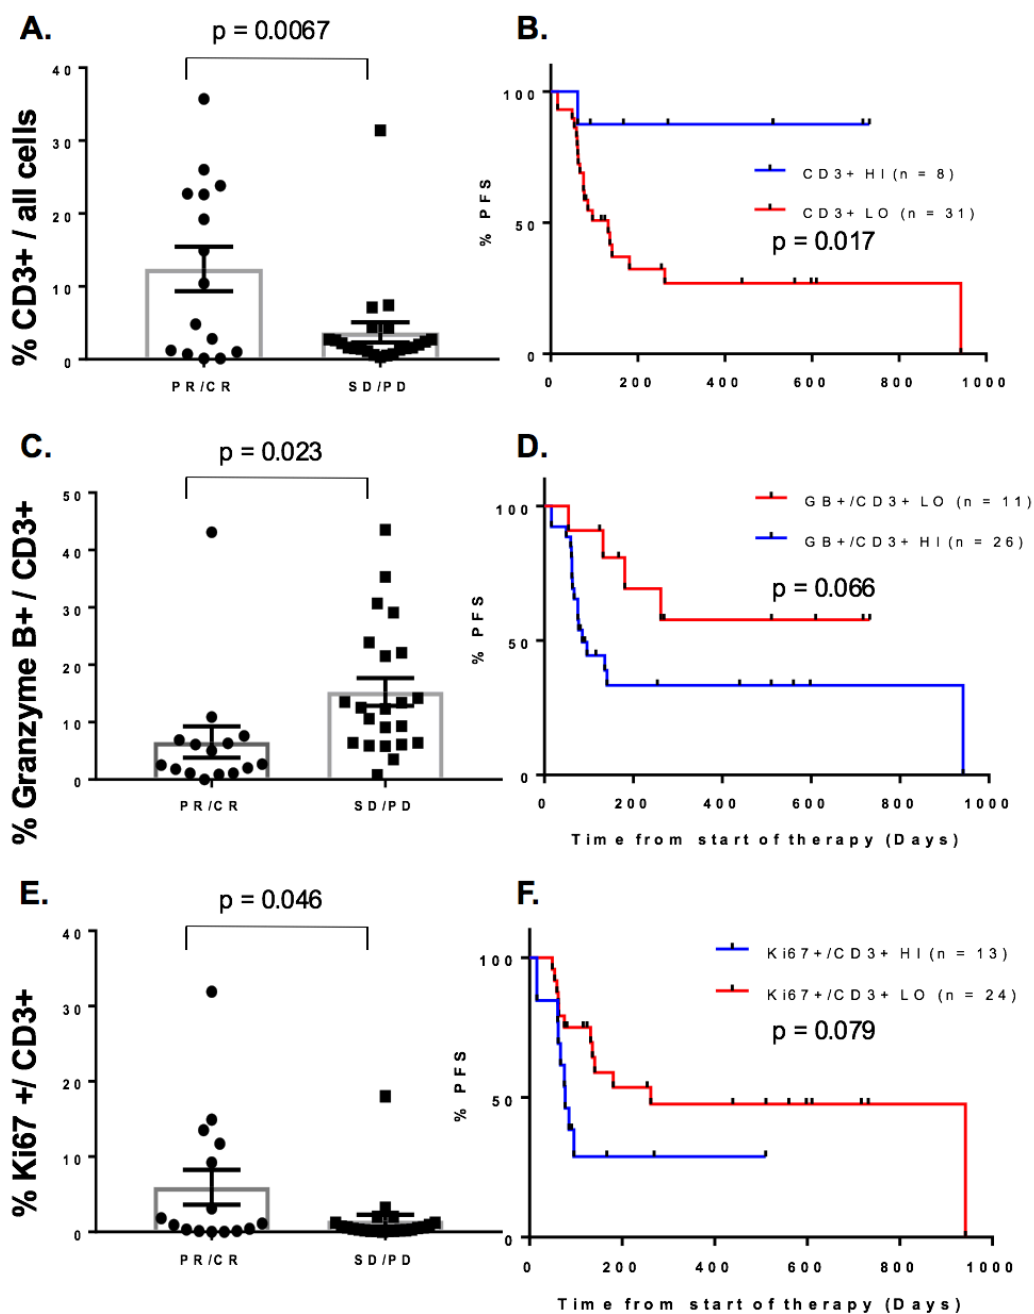 A.
p = 0.0067
% CD3+ / all cells
40
30
20
10
0
PR/CR
SD/PD
B.
% PFS
100
50
0
CD3+ HI (n = 8)
CD3+ LO (n = 31)
p = 0.017
0
200
400
600
800
1000
C.
p = 0.023
% Granzyme B+ / CD3+
50
40
30
20
10
0
PR/CR
SD/PD
D.
% PFS
100
50
0
GB+/CD3+ LO (n = 11)
GB+/CD3+ HI (n = 26)
p = 0.066
0
200
400
600
800
1000
Time from start of therapy (Days)
E.
p = 0.046
% Ki67 +/ CD3+
40
30
20
10
0
PR/CR
SD/PD
F.
% PFS
100
50
0
Ki67+/CD3+ HI (n = 13)
Ki67+/CD3+ LO (n = 24)
p = 0.079
0
200
400
600
800
1000
Time from start of therapy (Days)